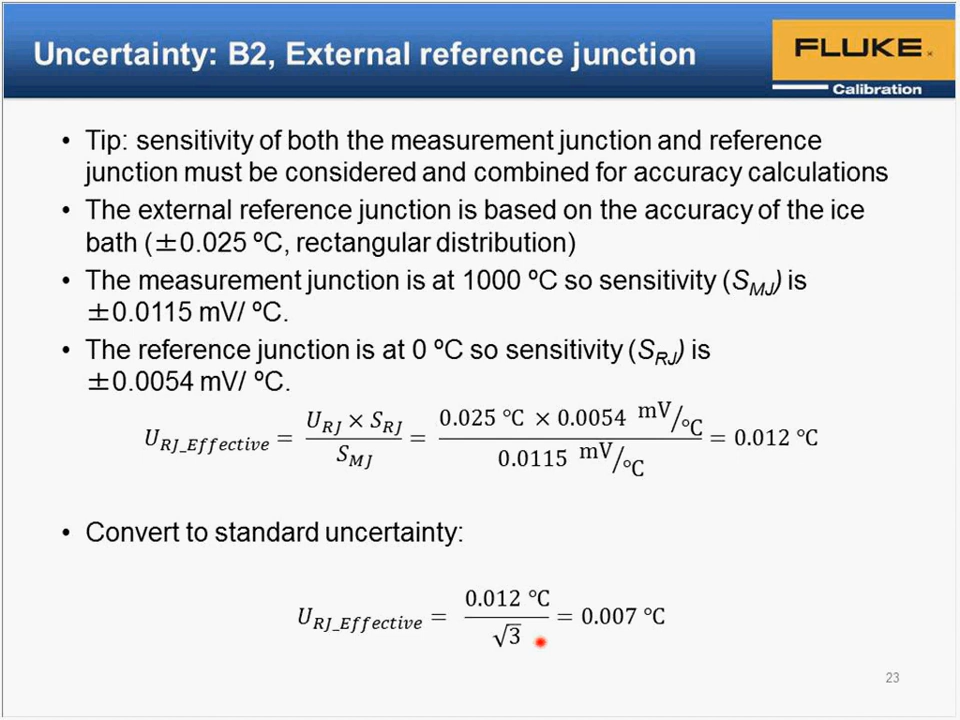 Uncertainty: B2, External reference junction
FLUKE
Calibration
• Tip: sensitivity of both the measurement junction and reference
junction must be considered and combined for accuracy calculations
• The external reference junction is based on the accuracy of the ice
bath (±0.025 ºC, rectangular distribution)
• The measurement junction is at 1000 ºC so sensitivity (S_MJ) is
±0.0115 mV/ ºC.
• The reference junction is at 0 ºC so sensitivity (S_RJ) is
±0.0054 mV/ ºC.
U_RJ_Effective = (U_RJ × S_RJ) / S_MJ = (0.025 °C × 0.0054 mV/°C) / (0.0115 mV/°C) = 0.012 °C
• Convert to standard uncertainty:
U_RJ_Effective = 0.012 °C / √3 = 0.007 °C
23